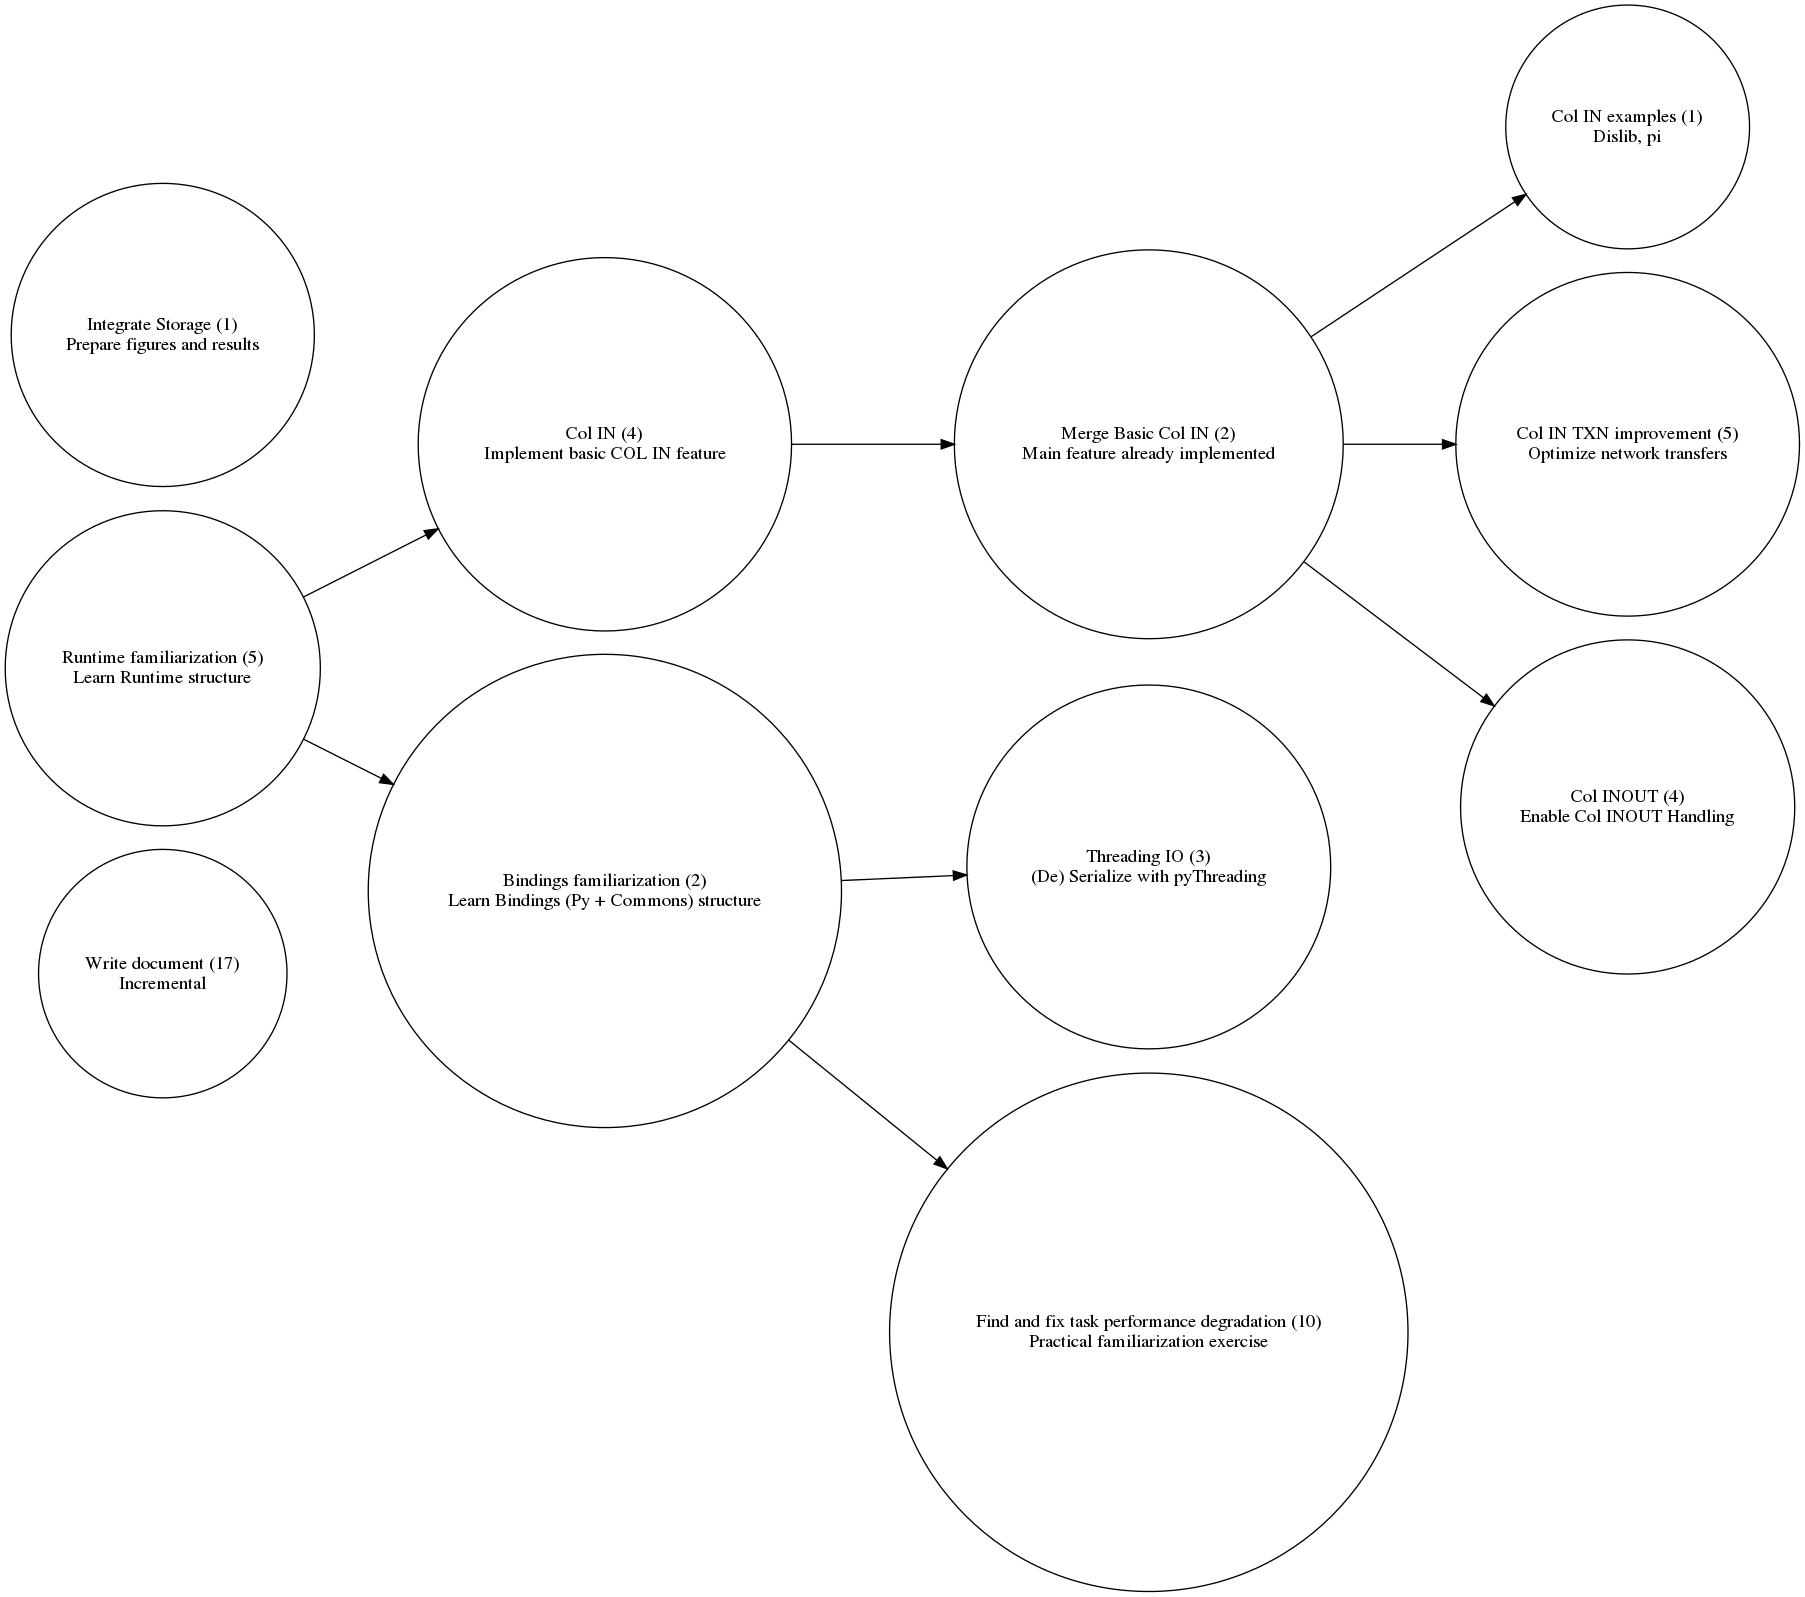 Col IN examples (1)
Dislib, pi
Integrate Storage (1)
Prepare figures and results
Col IN (4)
Implement basic COL IN feature
Merge Basic Col IN (2)
Main feature already implemented
Col IN TXN improvement (5)
Optimize network transfers
Runtime familiarization (5)
Learn Runtime structure
Col INOUT (4)
Enable Col INOUT Handling
Bindings familiarization (2)
Learn Bindings (Py + Commons) structure
Threading IO (3)
(De) Serialize with pyThreading
Write document (17)
Incremental
Find and fix task performance degradation (10)
Practical familiarization exercise